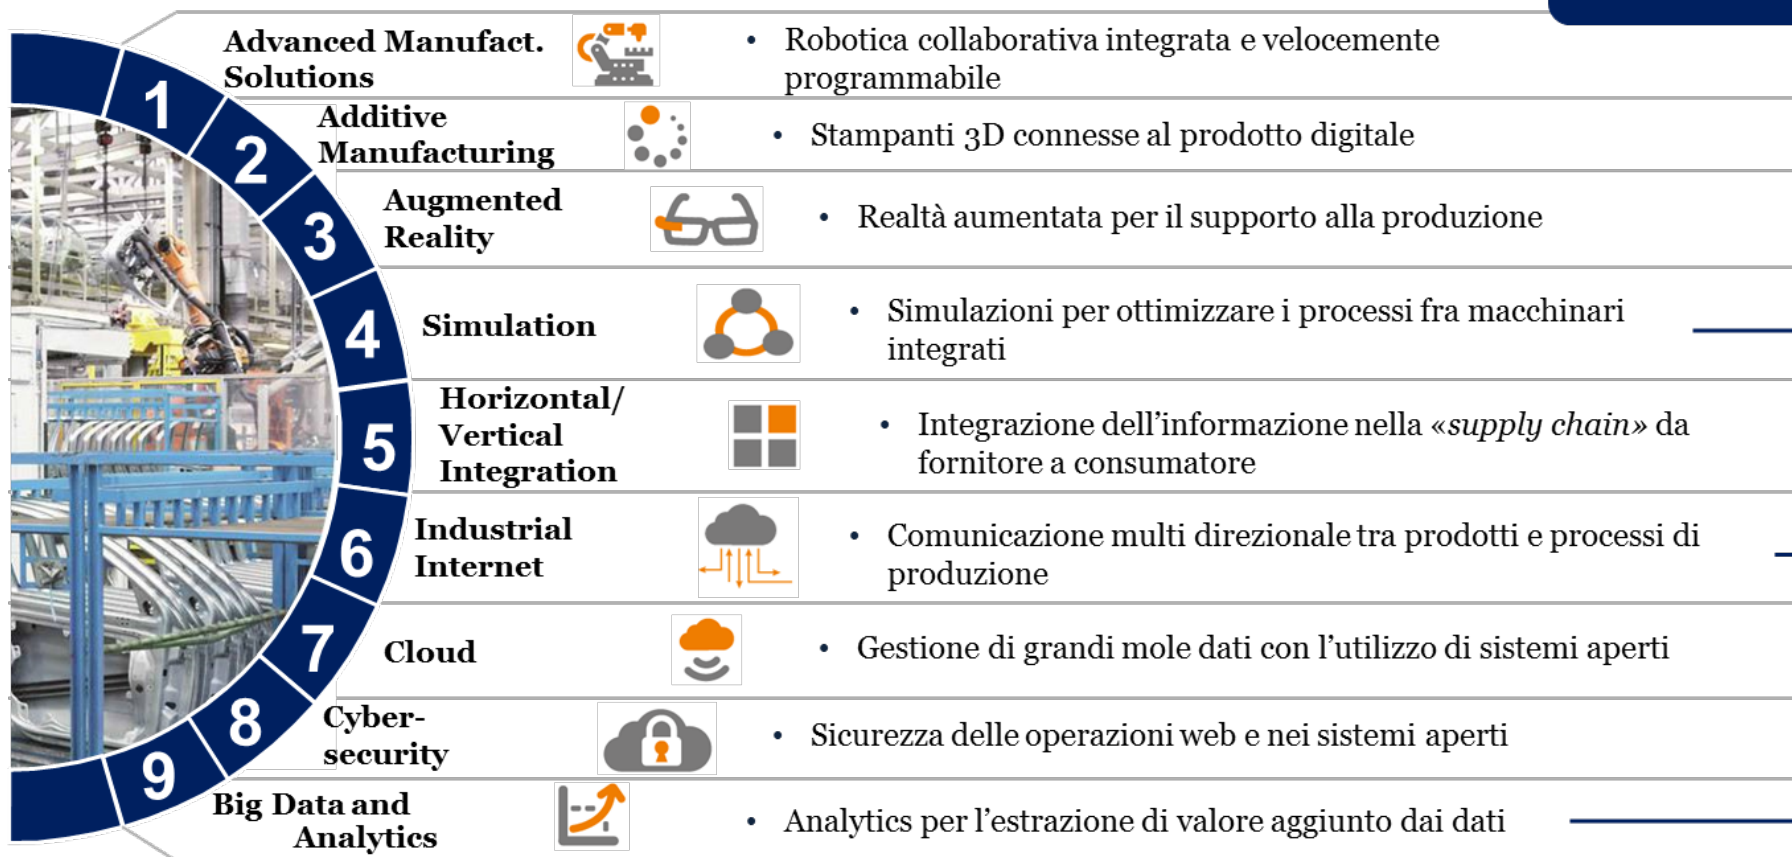 1
Advanced Manufact.
Solutions
• Robotica collaborativa integrata e velocemente
programmabile
2
Additive
Manufacturing
• Stampanti 3D connesse al prodotto digitale
3
Augmented
Reality
• Realtà aumentata per il supporto alla produzione
4
Simulation
• Simulazioni per ottimizzare i processi fra macchinari
integrati
5
Horizontal/
Vertical
Integration
• Integrazione dell’informazione nella «supply chain» da
fornitore a consumatore
6
Industrial
Internet
• Comunicazione multi direzionale tra prodotti e processi di
produzione
7
Cloud
• Gestione di grandi mole dati con l’utilizzo di sistemi aperti
8
Cyber-
security
• Sicurezza delle operazioni web e nei sistemi aperti
9
Big Data and
Analytics
• Analytics per l’estrazione di valore aggiunto dai dati